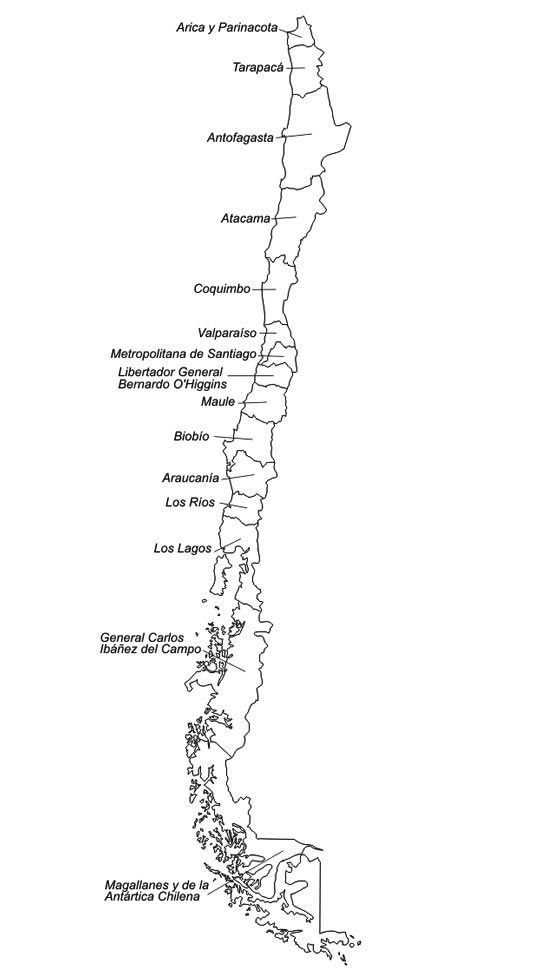 Arica y Parinacota
Tarapacá
Antofagasta
Atacama
Coquimbo
Valparaíso
Metropolitana de Santiago
Libertador General
Bernardo O'Higgins
Maule
Biobío
Araucanía
Los Ríos
Los Lagos
General Carlos
Ibáñez del Campo
Magallanes y de la
Antártica Chilena